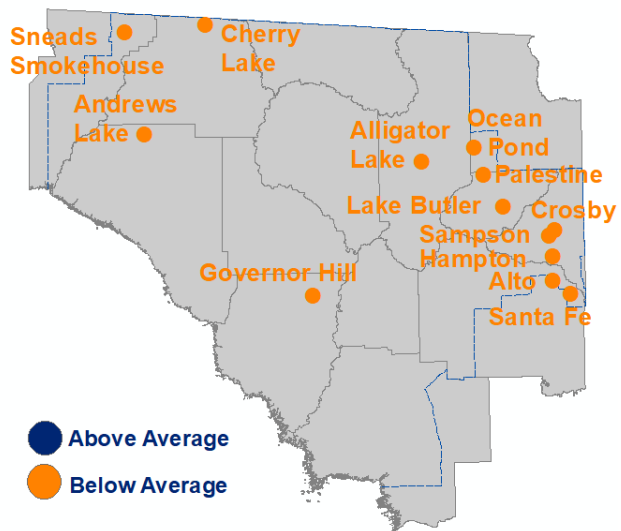 Sneads
Smokehouse
Cherry
Lake
Andrews
Lake
Alligator
Lake
Ocean
Pond
Palestine
Lake Butler
Crosby
Sampson
Hampton
Governor Hill
Alto
Santa Fe
Above Average
Below Average